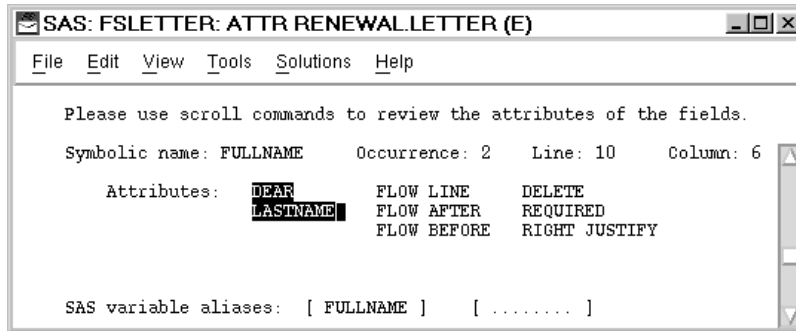 SAS: FSLETTER: ATTR RENEWAL.LETTER (E)
File Edit View Tools Solutions Help
Please use scroll commands to review the attributes of the fields.
Symbolic name: FULLNAME Occurrence: 2 Line: 10 Column: 6
Attributes: DEAR FLOW LINE DELETE
LASTNAME FLOW AFTER REQUIRED
FLOW BEFORE RIGHT JUSTIFY
SAS variable aliases: [ FULLNAME ] [ ........ ]